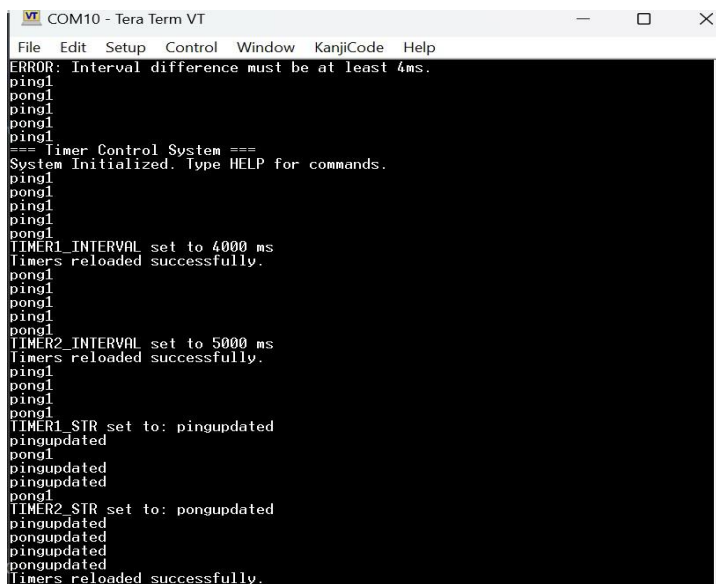 COM10 - Tera Term VT
File Edit Setup Control Window KanjiCode Help
ERROR: Interval difference must be at least 4ms.
ping1
pong1
ping1
pong1
ping1
=== Timer Control System ===
System Initialized. Type HELP for commands.
ping1
pong1
ping1
ping1
pong1
TIMER1_INTERVAL set to 4000 ms
Timers reloaded successfully.
pong1
ping1
pong1
ping1
pong1
TIMER2_INTERVAL set to 5000 ms
Timers reloaded successfully.
ping1
pong1
ping1
pong1
TIMER1_STR set to: pingupdated
pingupdated
pong1
pingupdated
pingupdated
pong1
TIMER2_STR set to: pongupdated
pingupdated
pongupdated
pingupdated
pongupdated
Timers reloaded successfully.